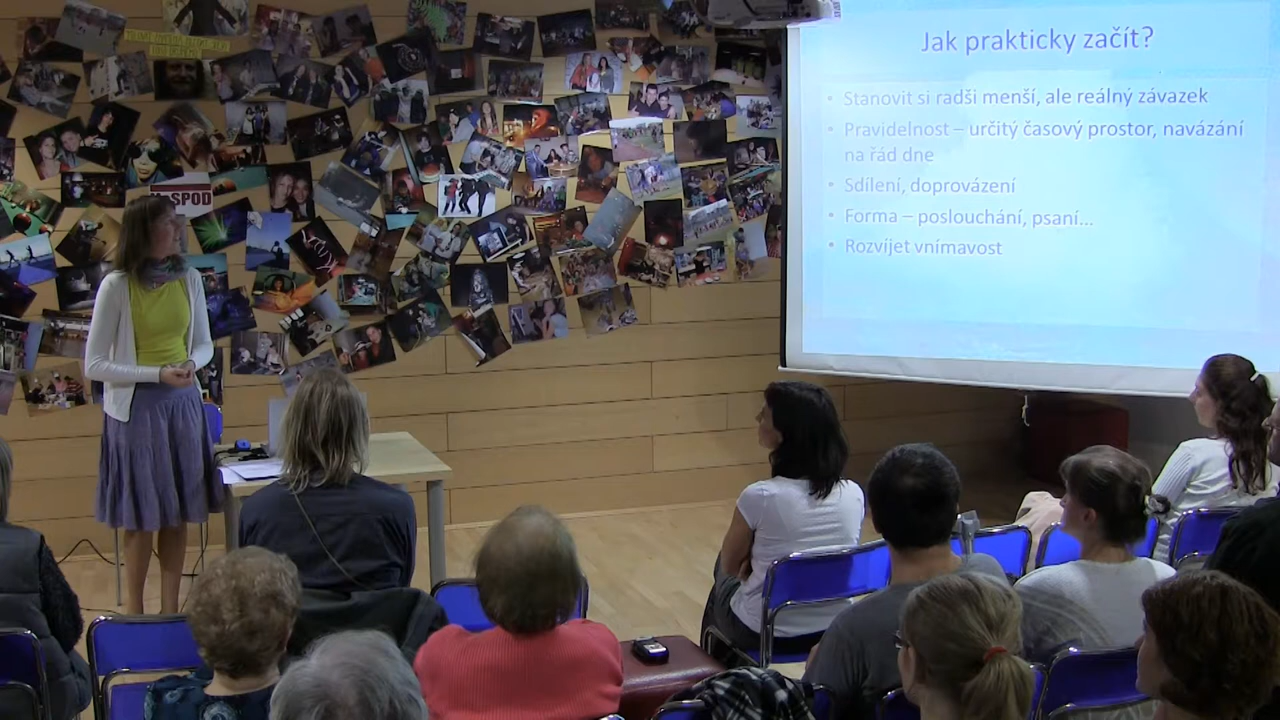 Jak prakticky začít?
• Stanovit si radši menší, ale reálný závazek
• Pravidelnost – určitý časový prostor, navázání
na řád dne
• Sdílení, doprovázení
• Forma – poslouchání, psaní...
• Rozvíjet vnímavost
SPOD